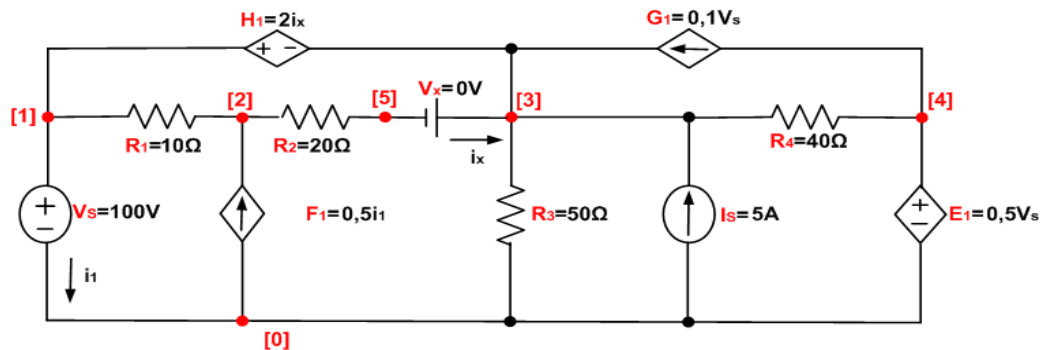 H₁=2iₓ
G₁=0,1Vₛ
Vₓ=0V
[1]
[2]
[5]
[3]
[4]
+ -
R₁=10Ω
R₂=20Ω
iₓ
R₄=40Ω
+
-
Vₛ=100V
F₁=0,5i₁
R₃=50Ω
Iₛ=5A
+
-
E₁=0,5Vₛ
i₁
[0]